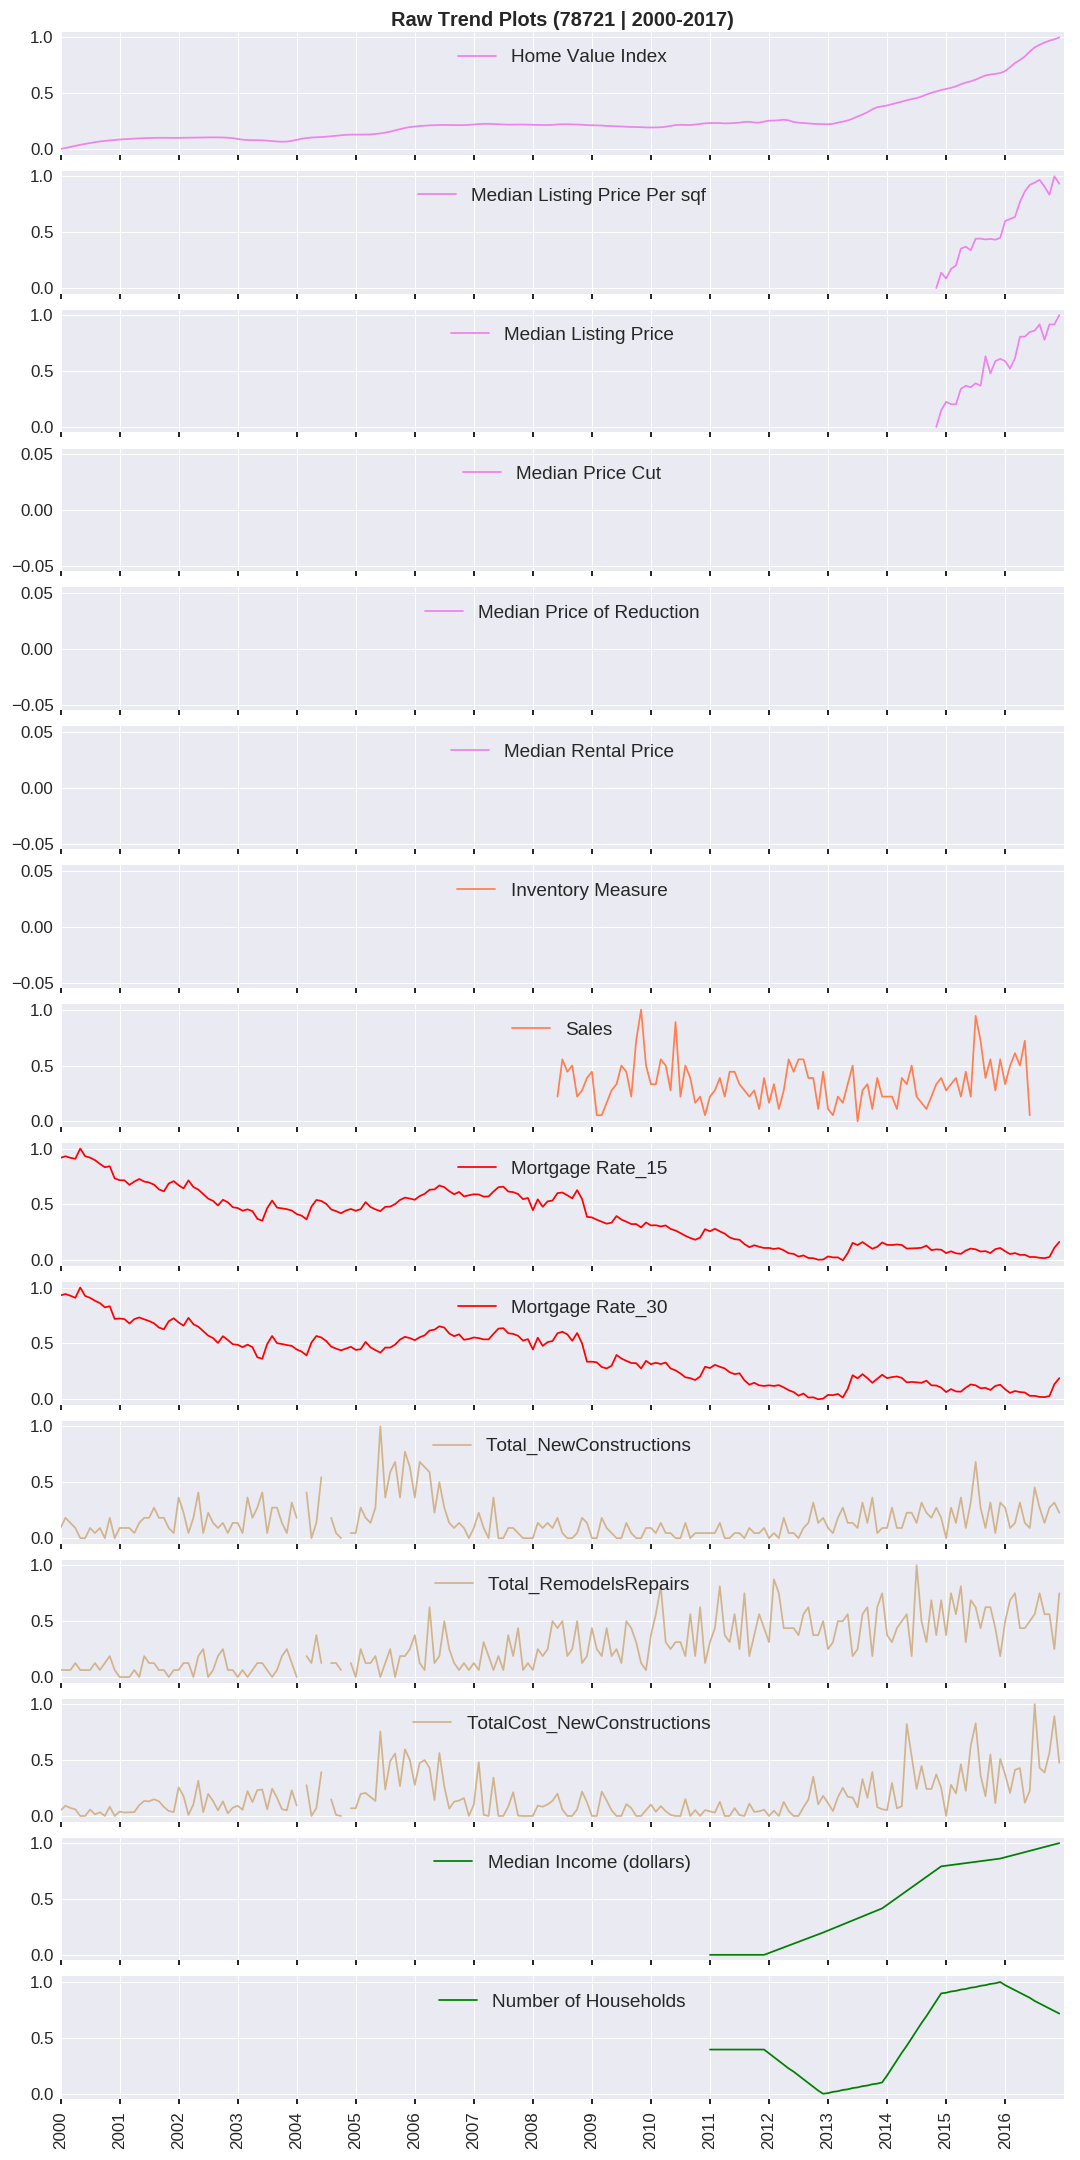 Raw Trend Plots (78721 | 2000-2017)
1.0
Home Value Index
0.5
0.0
1.0
Median Listing Price Per sqf
0.5
0.0
1.0
Median Listing Price
0.5
0.0
0.05
Median Price Cut
0.00
−0.05
0.05
Median Price of Reduction
0.00
−0.05
0.05
Median Rental Price
0.00
−0.05
0.05
Inventory Measure
0.00
−0.05
1.0
Sales
0.5
0.0
1.0
Mortgage Rate_15
0.5
0.0
1.0
Mortgage Rate_30
0.5
0.0
1.0
Total_NewConstructions
0.5
0.0
1.0
Total_RemodelsRepairs
0.5
0.0
1.0
TotalCost_NewConstructions
0.5
0.0
1.0
Median Income (dollars)
0.5
0.0
1.0
Number of Households
0.5
0.0
2000 2001 2002 2003 2004 2005 2006 2007 2008 2009 2010 2011 2012 2013 2014 2015 2016